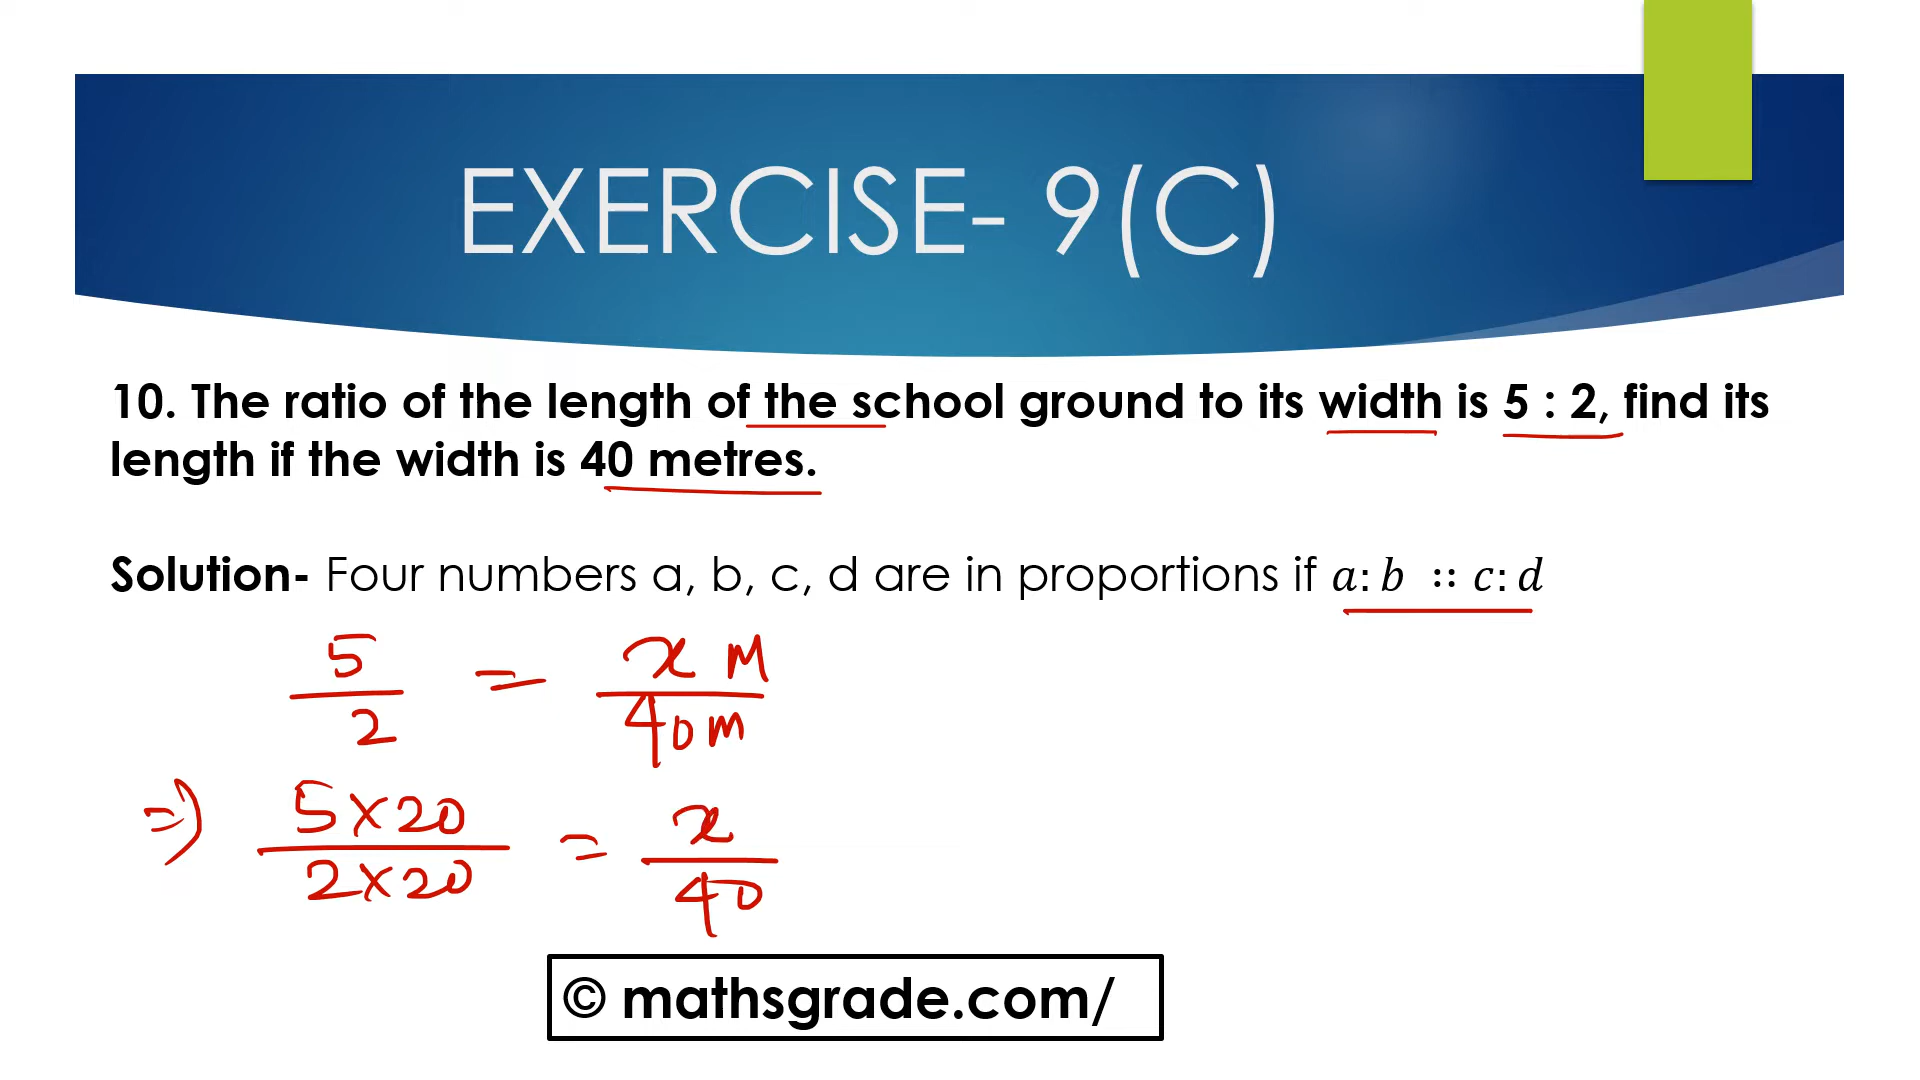 EXERCISE- 9(C)
10. The ratio of the length of the school ground to its width is 5 : 2, find its
length if the width is 40 metres.
Solution- Four numbers a, b, c, d are in proportions if a: b :: c: d
5/2 = x M/40 m
=> 5×20/2×20 = x/40
© mathsgrade.com/